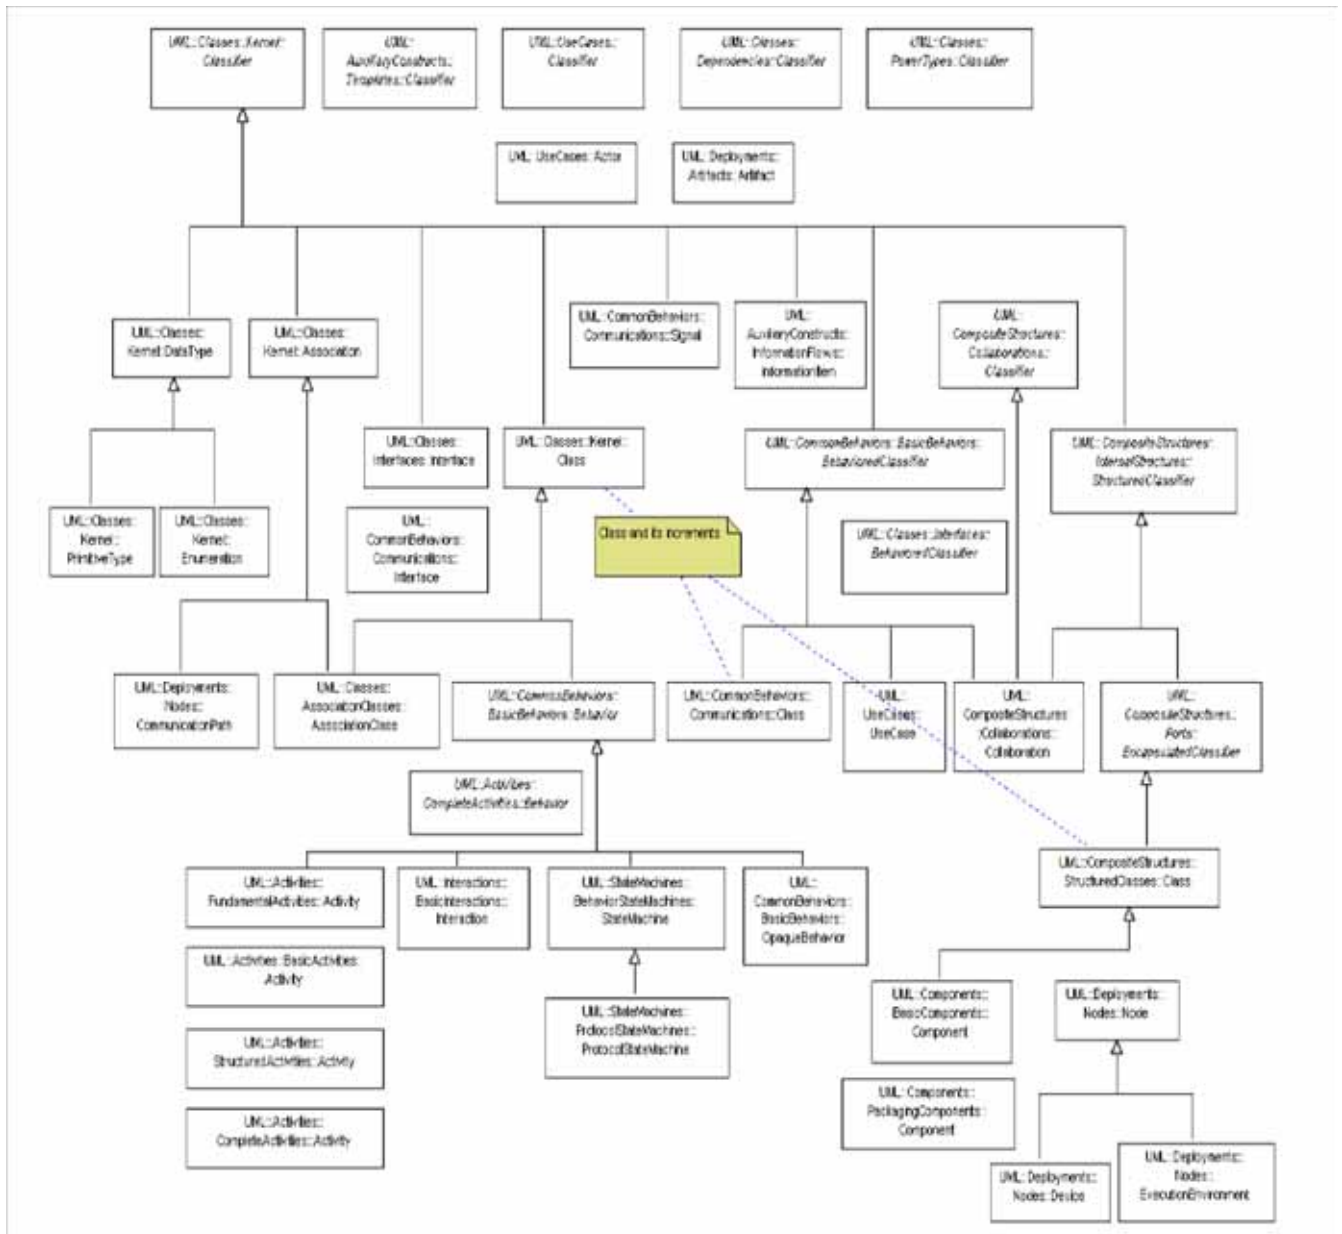 UML::Classes::Kernel::
Classifier
UML::
AuxiliaryConstructs::
Templates::Classifier
UML::UseCases::
Classifier
UML::Classes::
Dependencies::Classifier
UML::Classes::
PowerTypes::Classifier
UML::UseCases::Actor
UML::Deployments::
Artifacts::Artifact
UML::Classes::
Kernel::DataType
UML::Classes::
Kernel::Association
UML::CommonBehaviors::
Communications::Signal
UML::
AuxiliaryConstructs::
InformationFlows::
InformationItem
UML::
CompositeStructures::
Collaborations::
Classifier
UML::Classes::
Interfaces::Interface
UML::Classes::Kernel::
Class
UML::CommonBehaviors::BasicBehaviors::
BehavioredClassifier
UML::CompositeStructures::
InternalStructures::
StructuredClassifier
UML::Classes::
Kernel::
PrimitiveType
UML::Classes::
Kernel::
Enumeration
UML::
CommonBehaviors::
Communications::
Interface
Class and its increments
UML::Classes::Interfaces::
BehavioredClassifier
UML::Deployments::
Nodes::
CommunicationPath
UML::Classes::
AssociationClasses::
AssociationClass
UML::CommonBehaviors::
BasicBehaviors::Behavior
UML::CommonBehaviors::
Communications::Class
UML::
UseCases::
UseCase
UML::
CompositeStructures
::Collaborations::
Collaboration
UML::
CompositeStructures::
Ports::
EncapsulatedClassifier
UML::Activities::
CompleteActivities::Behavior
UML::Activities::
FundamentalActivities::Activity
UML::Interactions::
BasicInteractions::
Interaction
UML::StateMachines::
BehaviorStateMachines::
StateMachine
UML::
CommonBehaviors::
BasicBehaviors::
OpaqueBehavior
UML::CompositeStructures::
StructuredClasses::Class
UML::Activities::BasicActivities::
Activity
UML::StateMachines::
ProtocolStateMachines::
ProtocolStateMachine
UML::Components::
BasicComponents::
Component
UML::Deployments::
Nodes::Node
UML::Activities::
StructuredActivities::Activity
UML::Components::
PackagingComponents::
Component
UML::Activities::
CompleteActivities::Activity
UML::Deployments::
Nodes::Device
UML::Deployments::
Nodes::
ExecutionEnvironment